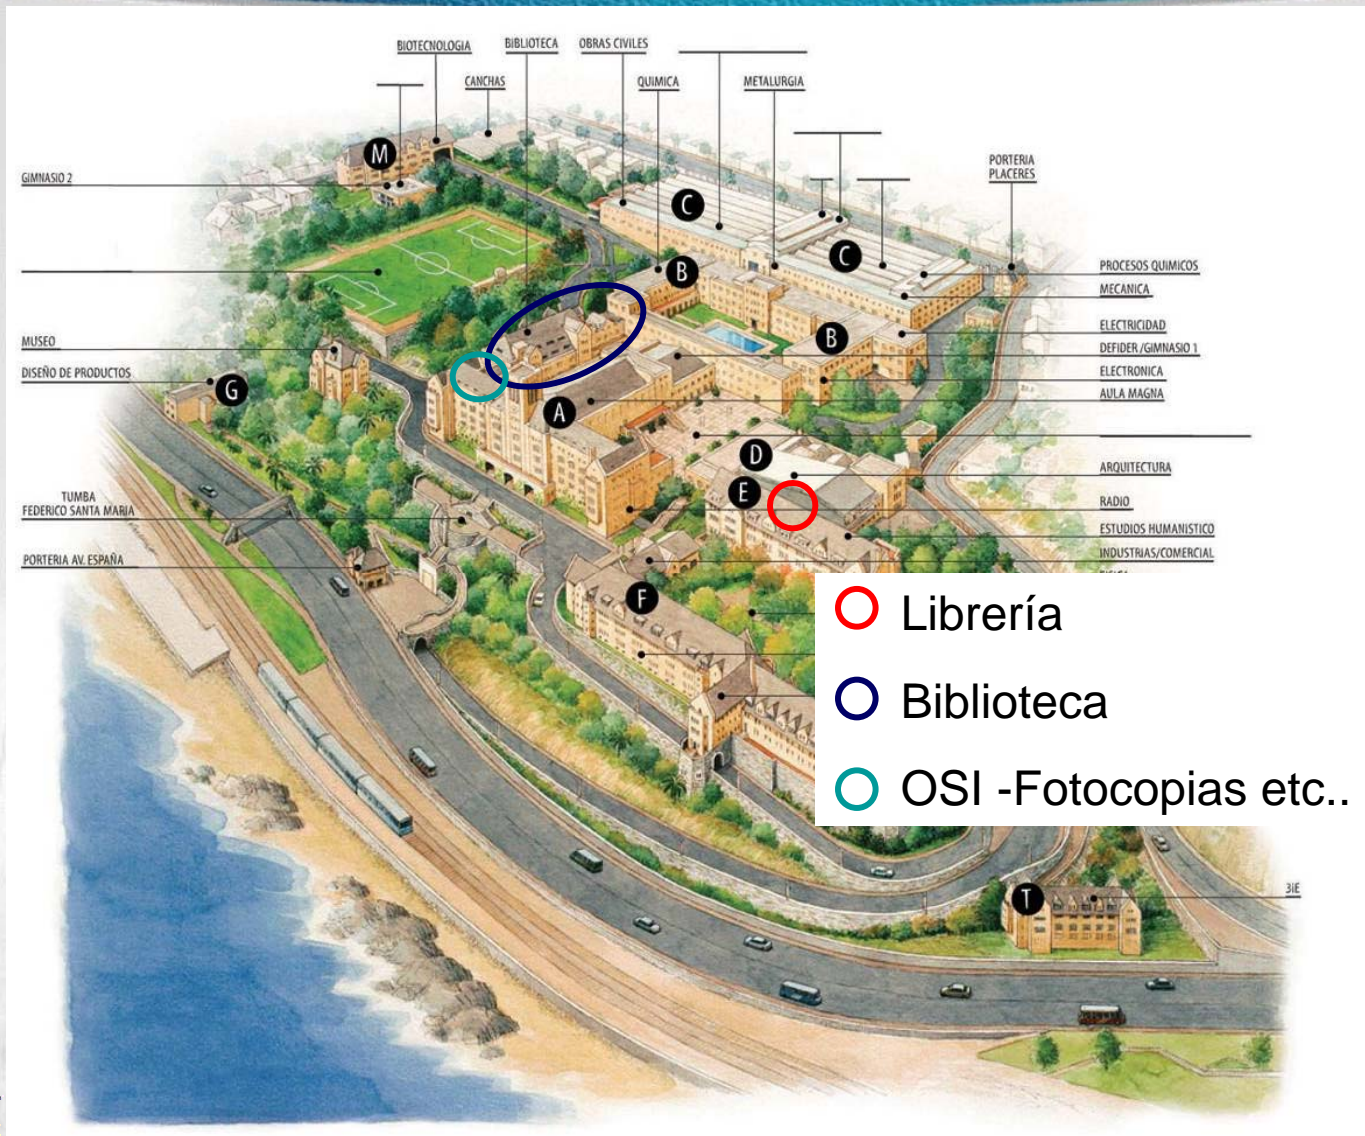 BIOTECNOLOGIA
BIBLIOTECA
OBRAS CIVILES
CANCHAS
QUIMICA
METALURGIA
PORTERIA
PLACERES
GIMNASIO 2
M
C
C
B
PROCESOS QUIMICOS
MECANICA
ELECTRICIDAD
B
MUSEO
DEFIDER/GIMNASIO 1
DISEÑO DE PRODUCTOS
G
ELECTRONICA
AULA MAGNA
A
D
ARQUITECTURA
E
RADIO
TUMBA
FEDERICO SANTA MARIA
ESTUDIOS HUMANISTICO
INDUSTRIAS/COMERCIAL
PORTERIA AV. ESPAÑA
F
Librería
Biblioteca
OSI -Fotocopias etc..
T
3IE